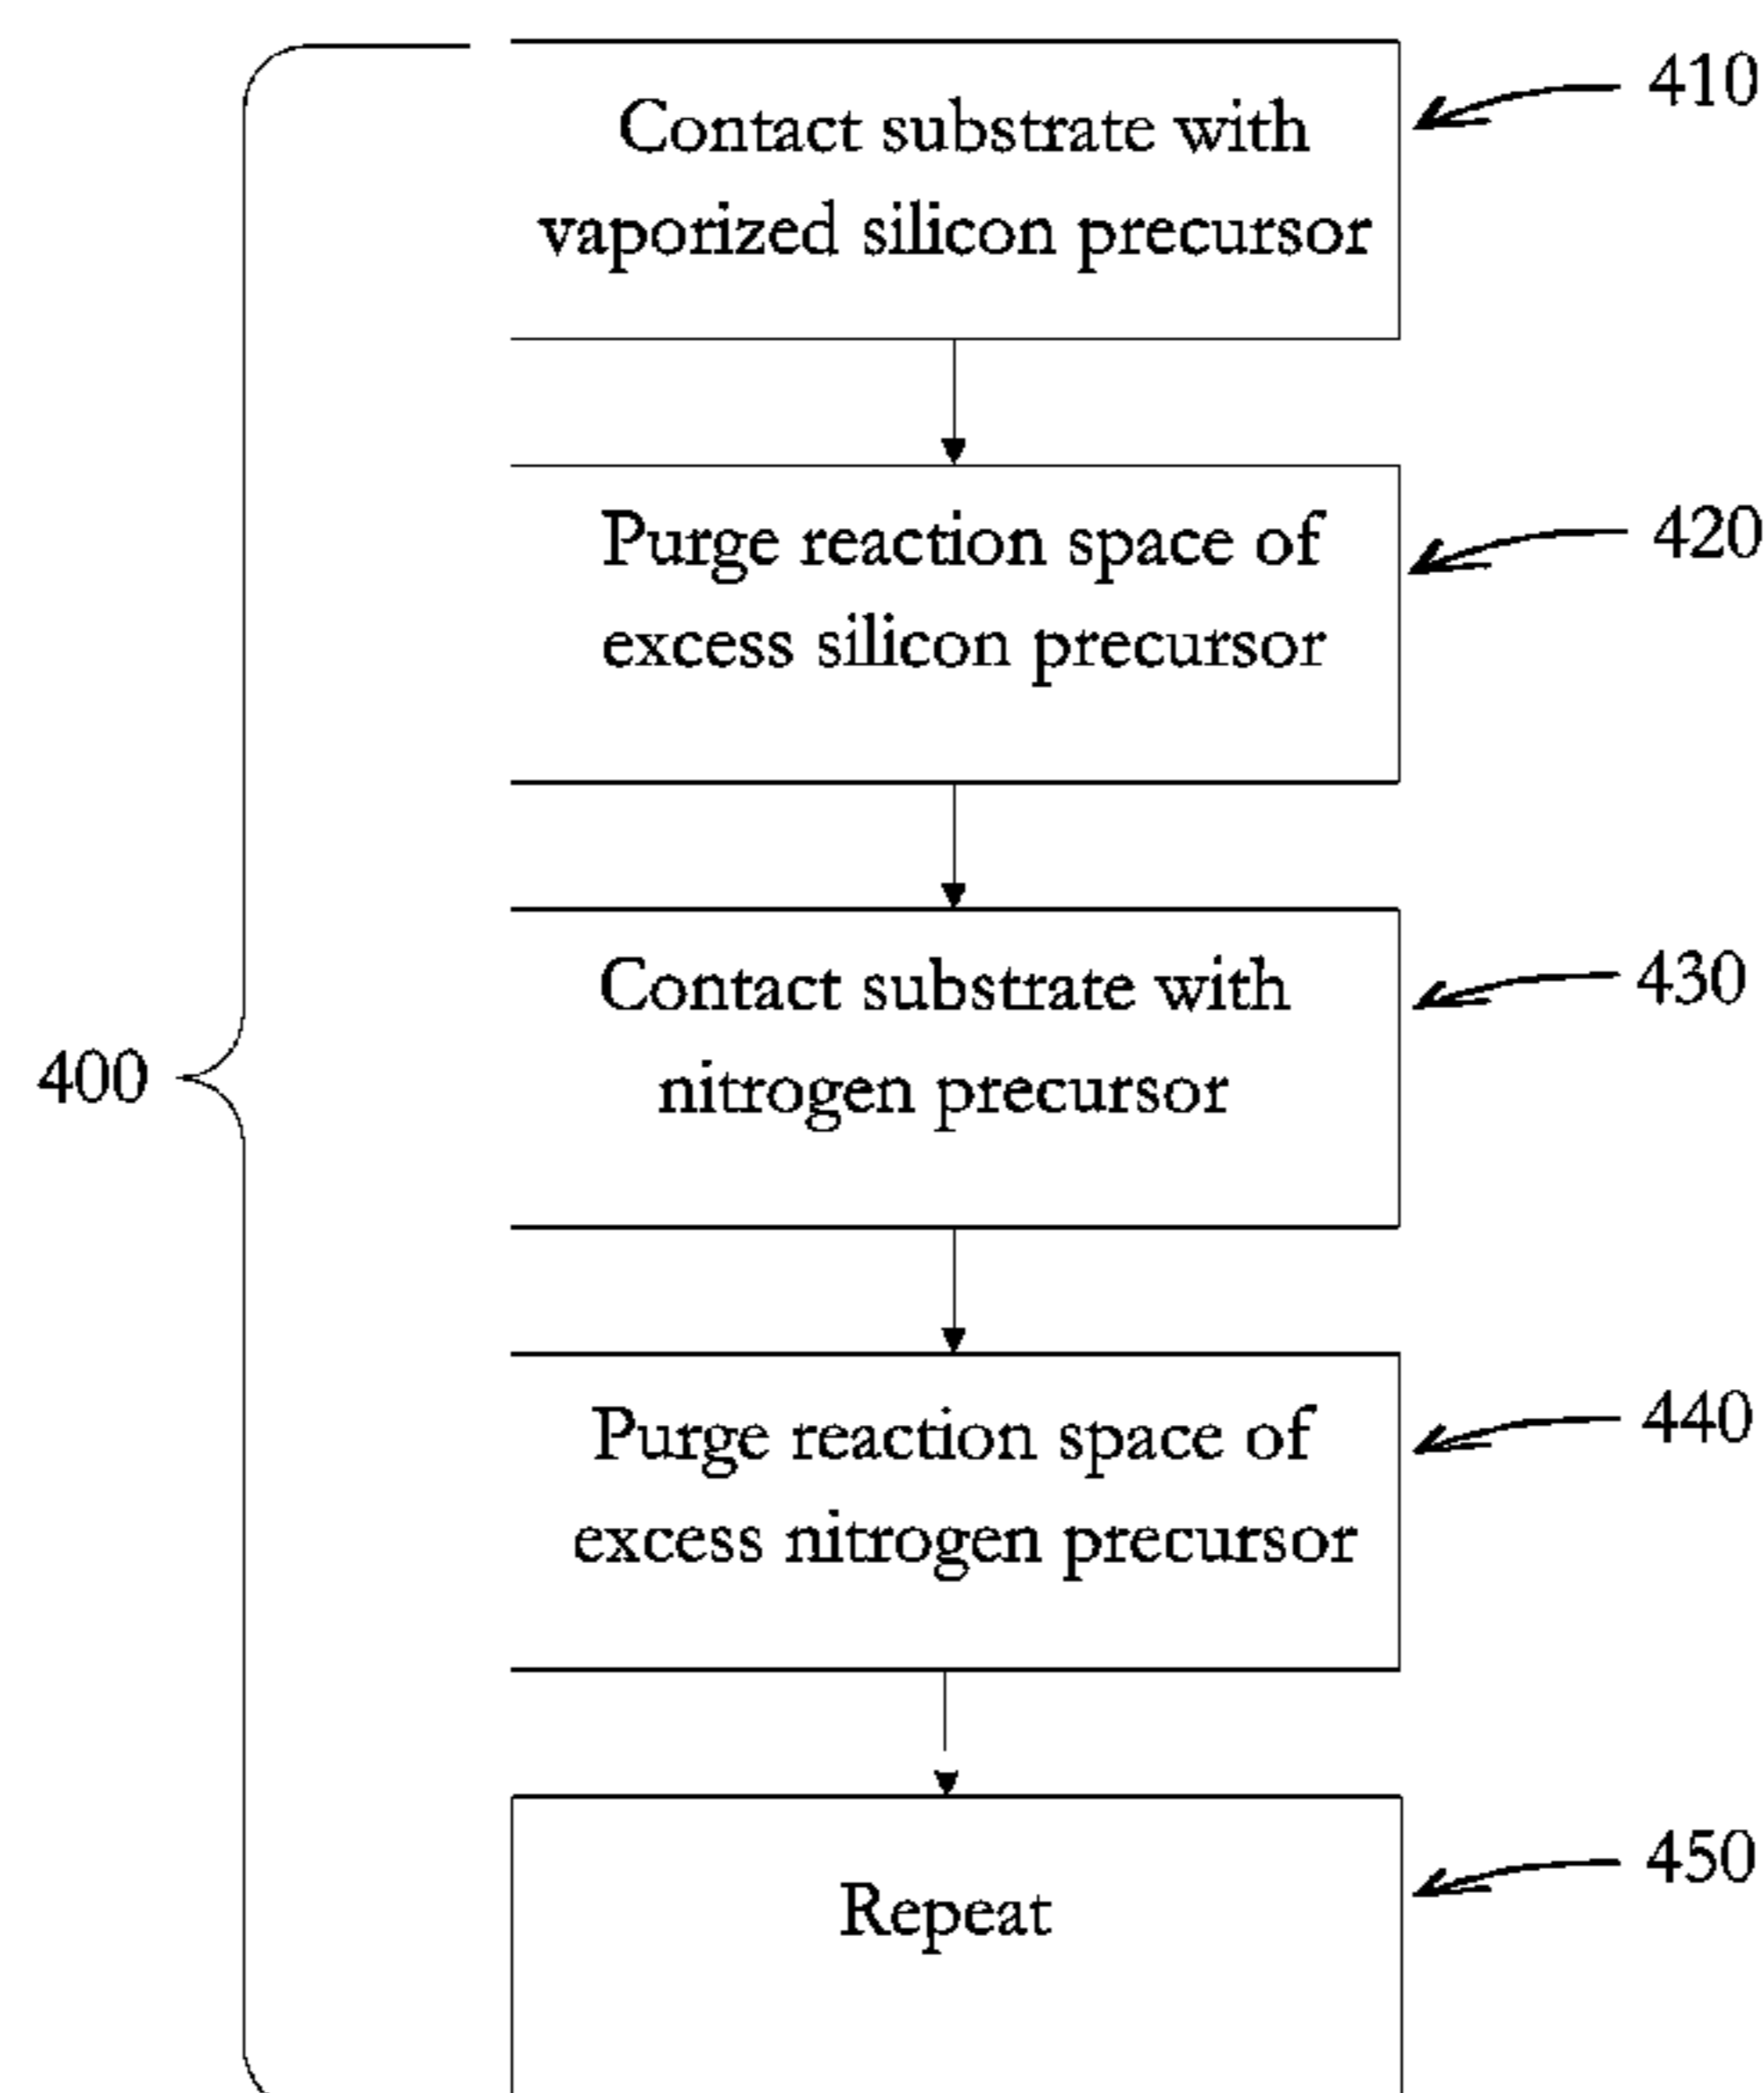 Contact substrate with
vaporized silicon precursor
410
Purge reaction space of
excess silicon precursor
420
Contact substrate with
nitrogen precursor
430
400
Purge reaction space of
excess nitrogen precursor
440
Repeat
450